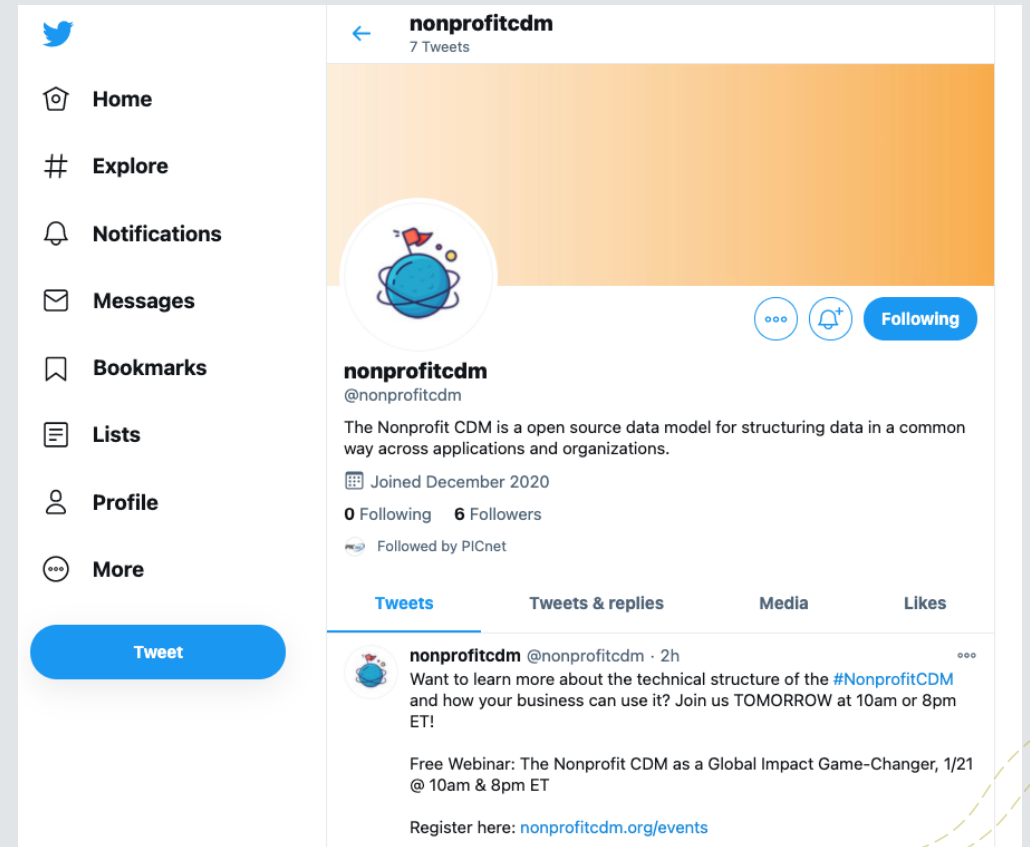 Home
Explore
Notifications
Messages
Bookmarks
Lists
Profile
More
Tweet
nonprofitcdm
7 Tweets
Following
nonprofitcdm
@nonprofitcdm
The Nonprofit CDM is a open source data model for structuring data in a common
way across applications and organizations.
Joined December 2020
0 Following 6 Followers
Followed by PICnet
Tweets Tweets & replies Media Likes
nonprofitcdm @nonprofitcdm · 2h
Want to learn more about the technical structure of the #NonprofitCDM
and how your business can use it? Join us TOMORROW at 10am or 8pm
ET!
Free Webinar: The Nonprofit CDM as a Global Impact Game-Changer, 1/21
@ 10am & 8pm ET
Register here: nonprofitcdm.org/events